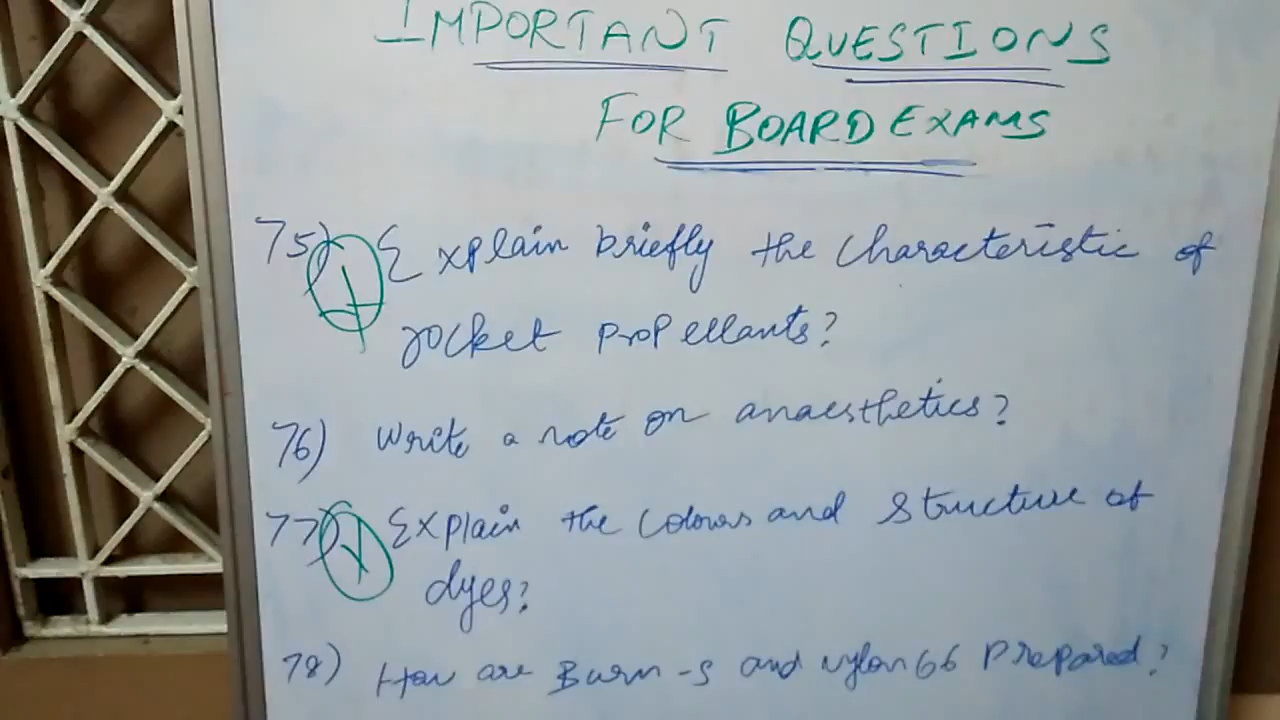 IMPORTANT QUESTIONS
FOR BOARD EXAMS
75) Explain briefly the characteristic of
rocket propellants?
76) Write a note on anaesthetics?
77) Explain the colours and structure of
dyes?
78) How are Burn-S and nylon 66 prepared?